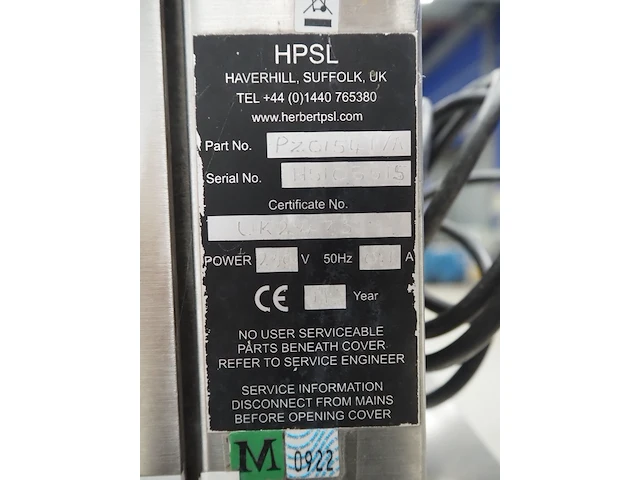 HPSL
HAVERHILL, SUFFOLK, UK
TEL +44 (0)1440 765380
www.herbertpsl.com
Part No.
Serial No.
Certificate No.
POWER V 50Hz A
CE Year
NO USER SERVICEABLE
PARTS BENEATH COVER
REFER TO SERVICE ENGINEER
SERVICE INFORMATION
DISCONNECT FROM MAINS
BEFORE OPENING COVER
M 0922